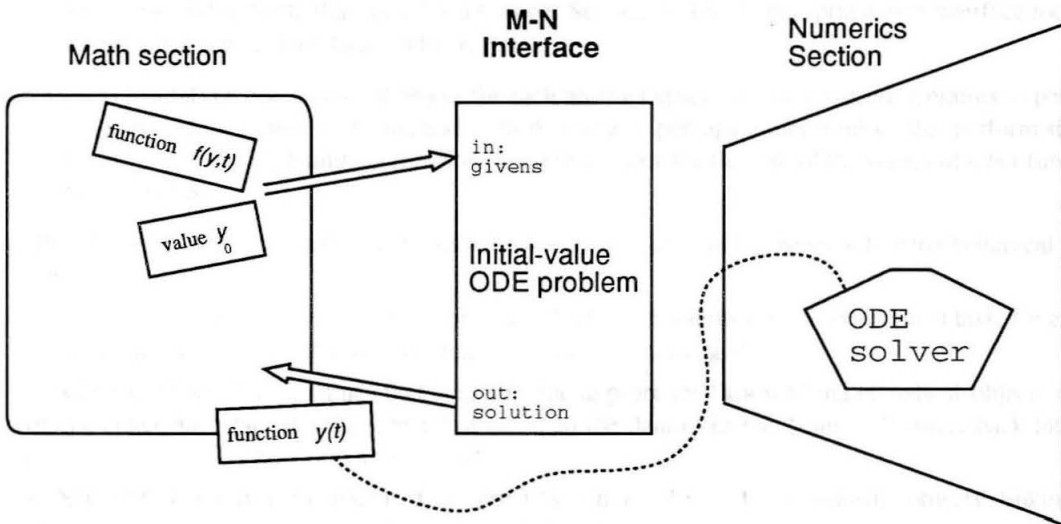 Math section
M-N
Interface
Numerics
Section
function f(y,t)
value y0
in:
givens
Initial-value
ODE problem
out:
solution
function y(t)
ODE
solver